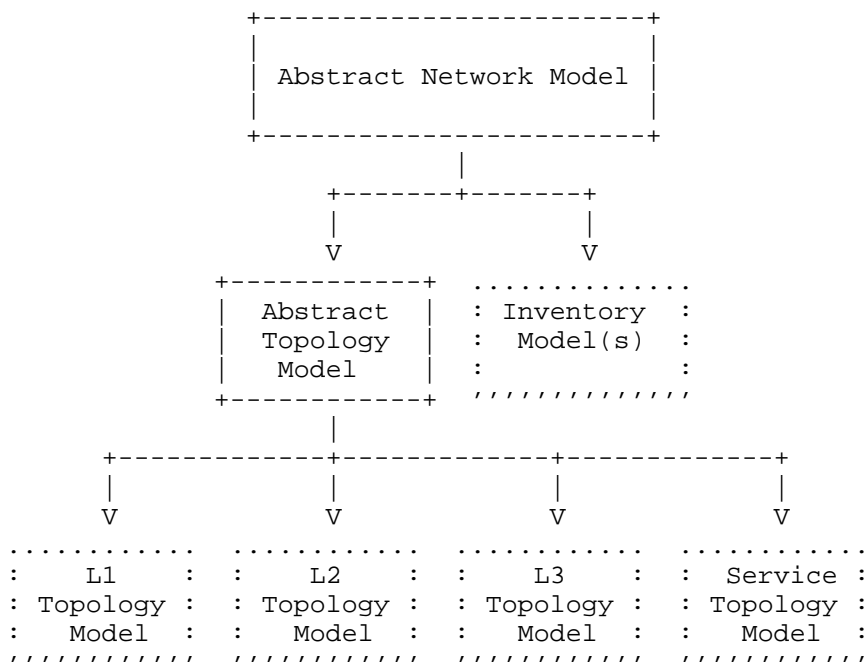 Abstract Network Model
V V
Abstract : Inventory :
Topology : Model(s) :
Model : :
V V V V
: L1 : : L2 : : L3 : : Service :
: Topology : : Topology : : Topology : : Topology :
: Model : : Model : : Model : : Model :